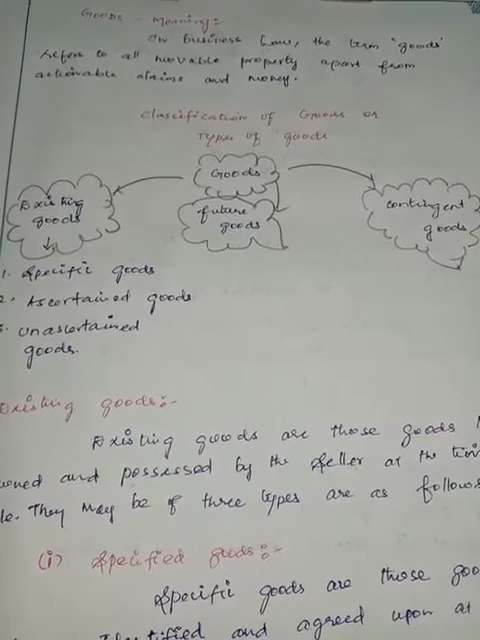 Goods - Meaning:
In business law, the term "goods"
refers to all movable property apart from
actionable claims and money.
Classification of Goods or
Types of goods
Goods
Existing
goods
future
goods
contingent
goods
1. Specific goods
2. Ascertained goods
3. Unascertained
goods.
Existing goods:-
Existing goods are those goods
owned and possessed by the seller at the time
le. They may be of three types are as follows
(i) Specified goods:-
Specific goods are those goo
Identified and agreed upon at